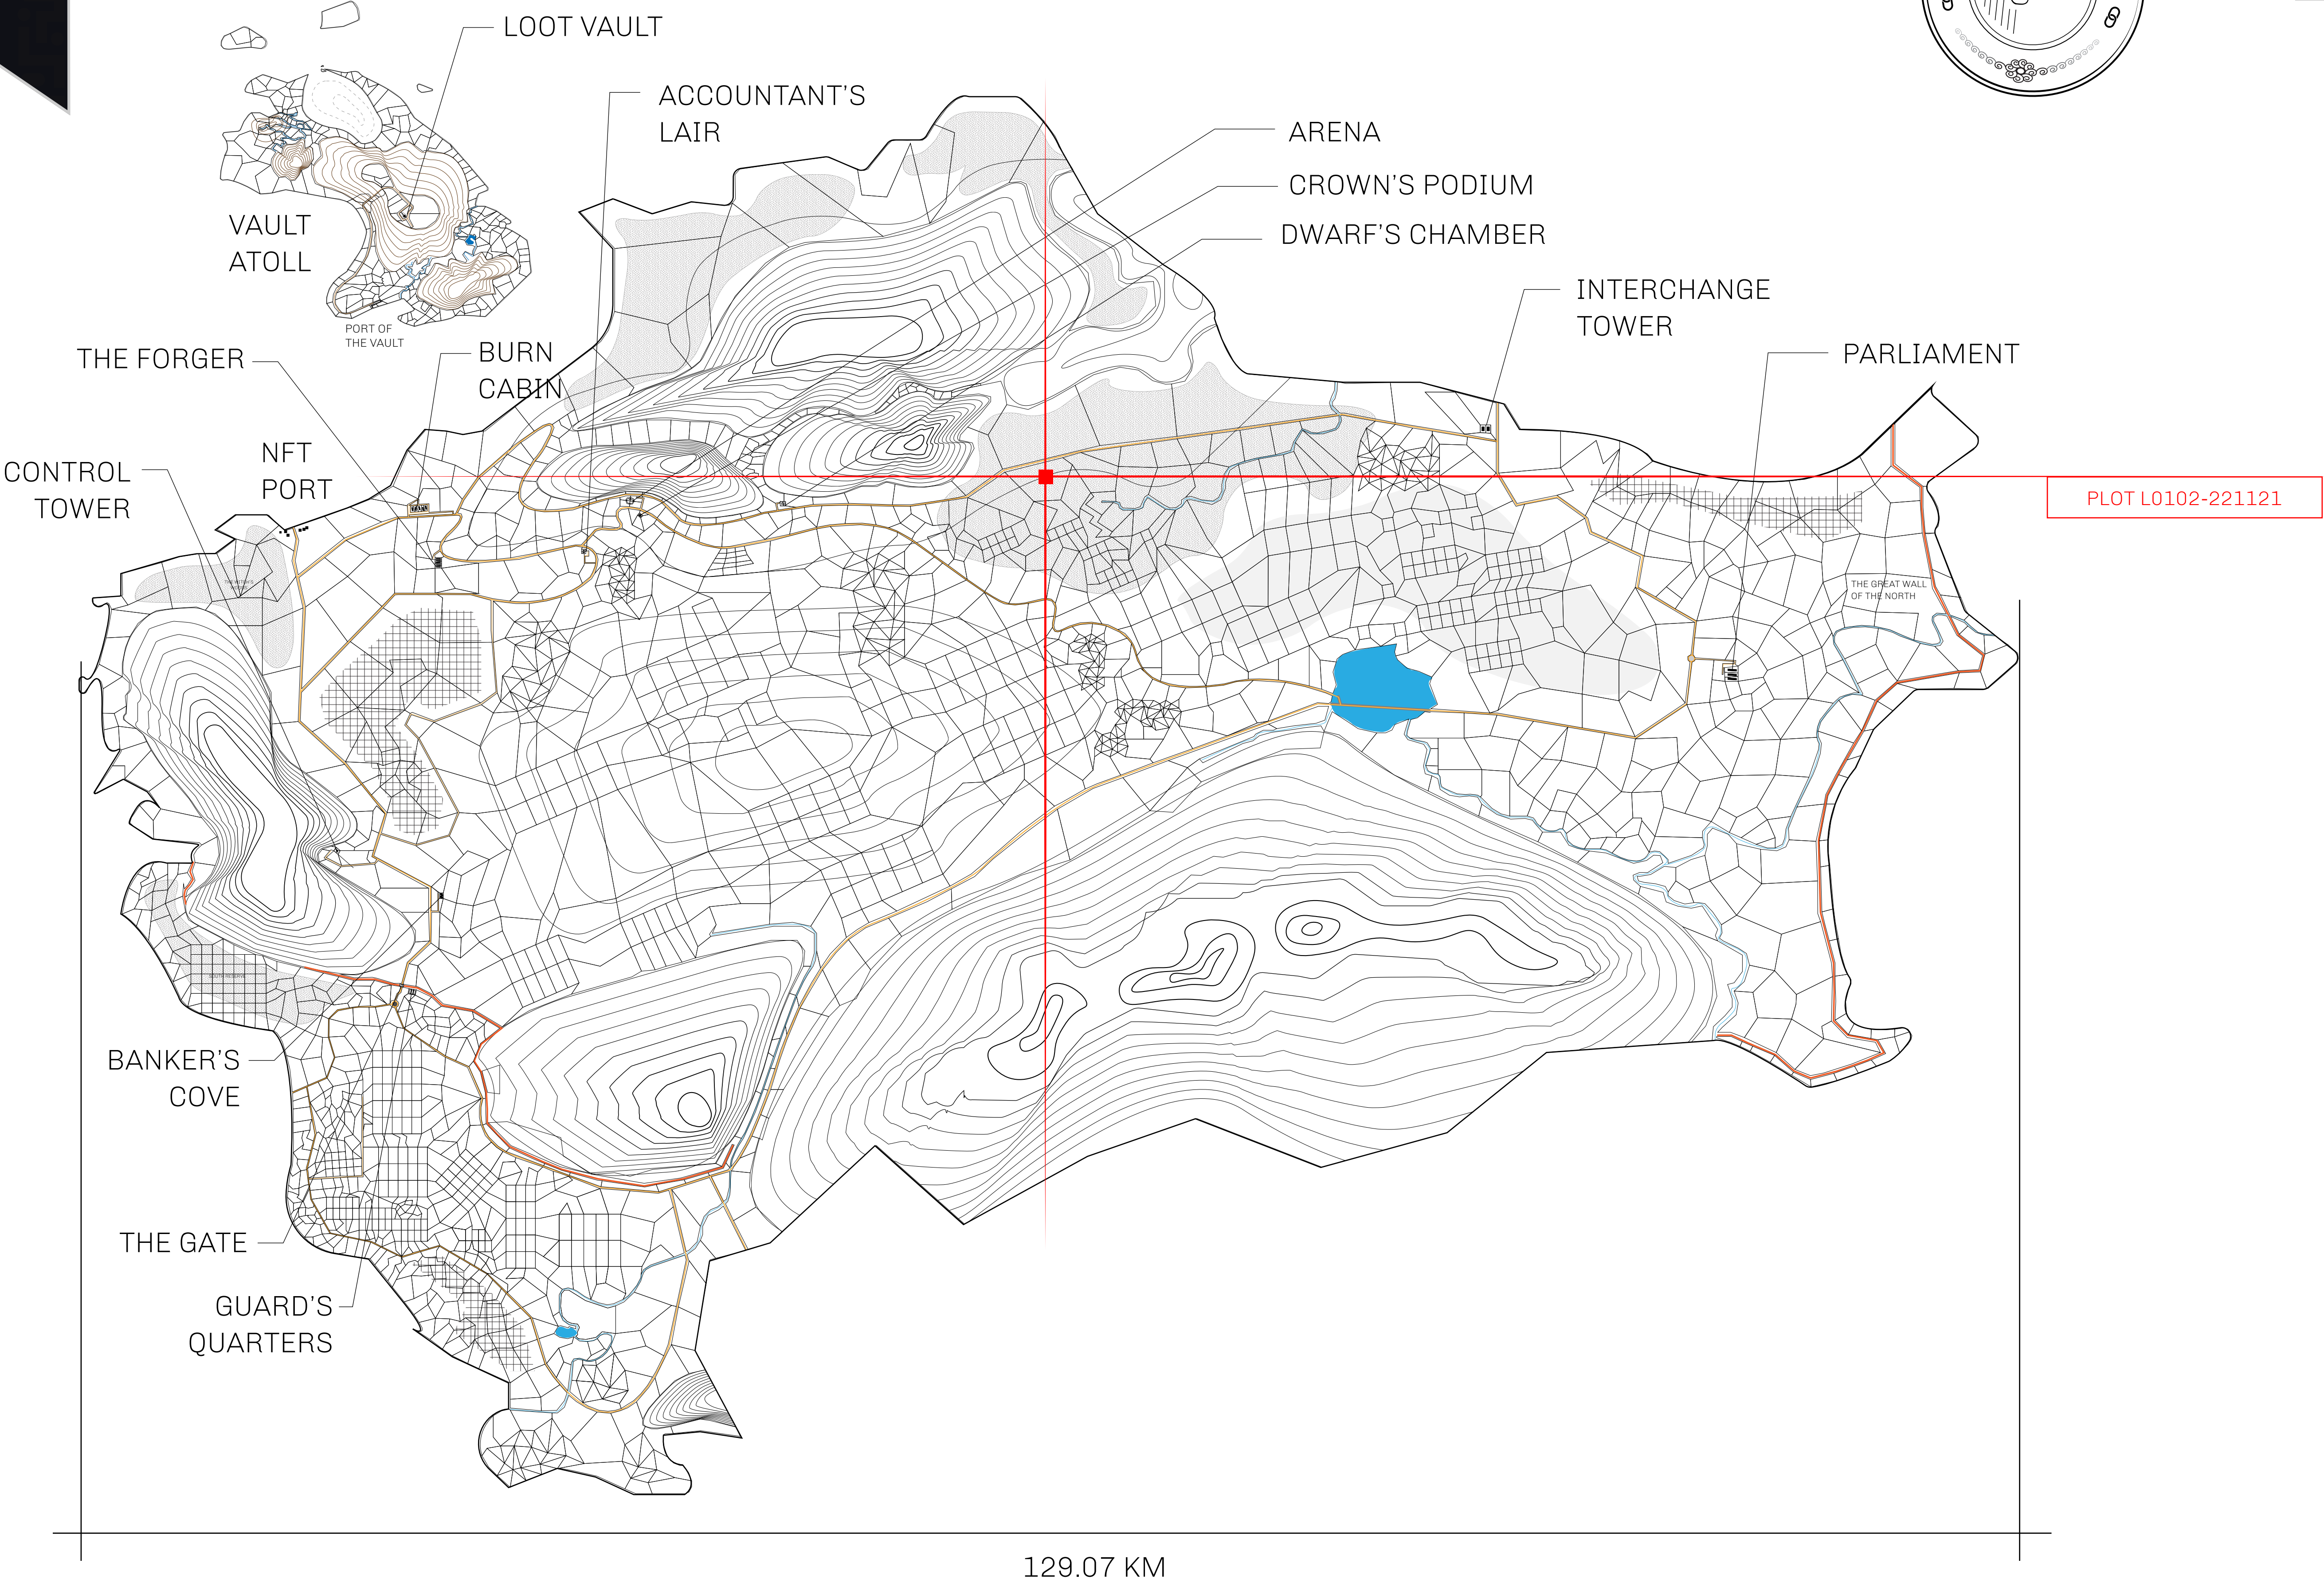 LOOT VAULT
ACCOUNTANT'S
LAIR
ARENA
CROWN'S PODIUM
DWARF'S CHAMBER
VAULT
ATOLL
INTERCHANGE
TOWER
PORT OF
THE VAULT
THE FORGER
BURN
CABIN
PARLIAMENT
NFT
PORT
CONTROL
TOWER
PLOT L0102-221121
THE GREAT WALL
OF THE NORTH
SOUTH RESERVE
BANKER'S
COVE
THE GATE
GUARD'S
QUARTERS
129.07 KM